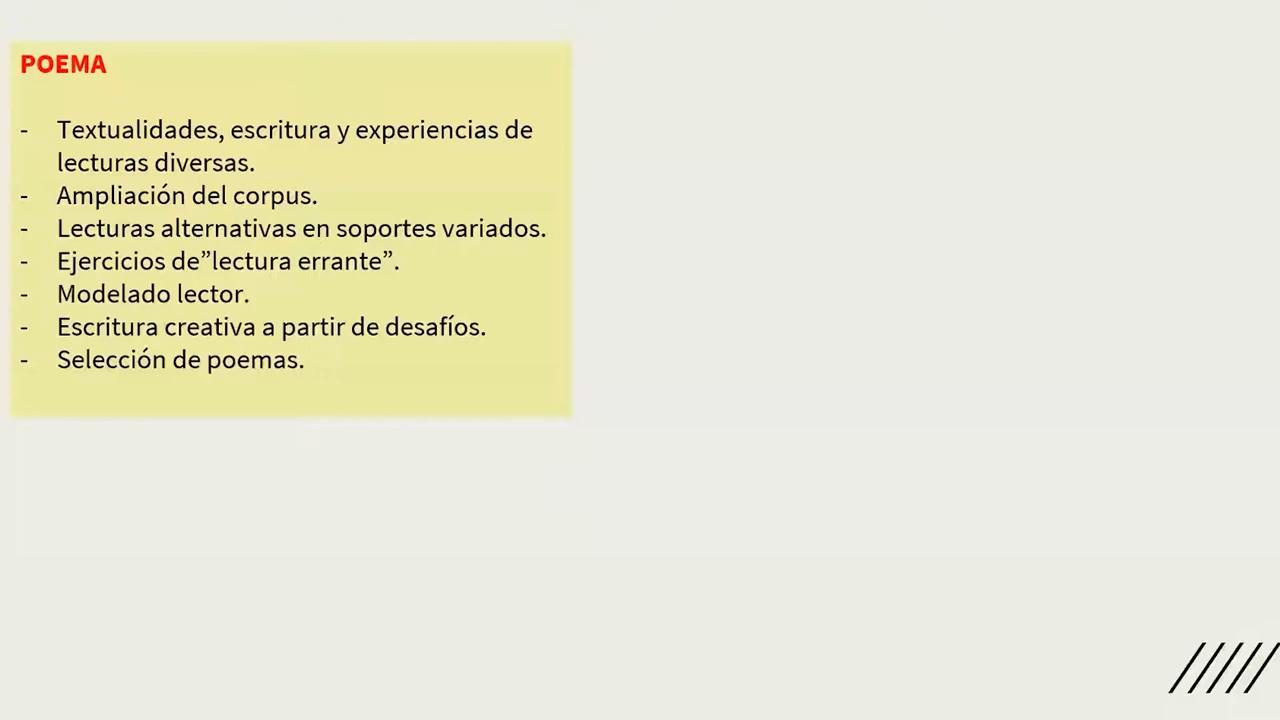 POEMA
- Textualidades, escritura y experiencias de
lecturas diversas.
- Ampliación del corpus.
- Lecturas alternativas en soportes variados.
- Ejercicios de”lectura errante”.
- Modelado lector.
- Escritura creativa a partir de desafíos.
- Selección de poemas.